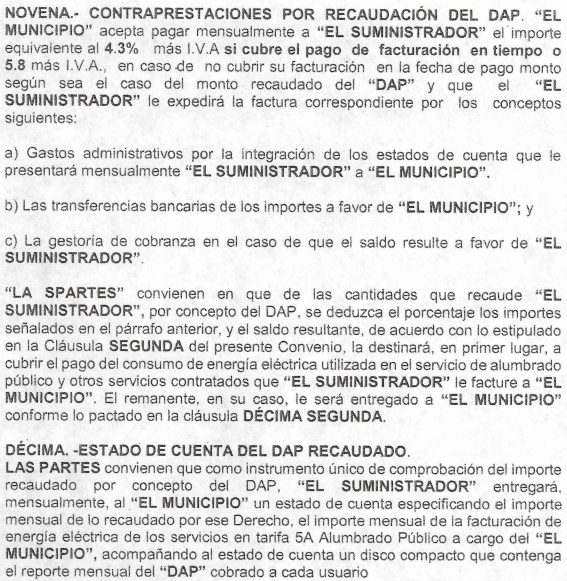 NOVENA.- CONTRAPRESTACIONES POR RECAUDACIÓN DEL DAP. “EL
MUNICIPIO” acepta pagar mensualmente a “EL SUMINISTRADOR” el importe
equivalente al 4.3% más I.V.A si cubre el pago de facturación en tiempo o
5.8 más I.V.A., en caso de no cubrir su facturación en la fecha de pago monto
según sea el caso del monto recaudado del “DAP” y que el “EL
SUMINISTRADOR” le expedirá la factura correspondiente por los conceptos
siguientes:
a) Gastos administrativos por la integración de los estados de cuenta que le
presentará mensualmente “EL SUMINISTRADOR” a “EL MUNICIPIO”.
b) Las transferencias bancarias de los importes a favor de “EL MUNICIPIO”; y
c) La gestoría de cobranza en el caso de que el saldo resulte a favor de “EL
SUMINISTRADOR”.
“LA SPARTES” convienen en que de las cantidades que recaude “EL
SUMINISTRADOR”, por concepto del DAP, se deduzca el porcentaje los importes
señalados en el párrafo anterior, y el saldo resultante, de acuerdo con lo estipulado
en la Cláusula SEGUNDA del presente Convenio, la destinará, en primer lugar, a
cubrir el pago del consumo de energía eléctrica utilizada en el servicio de alumbrado
público y otros servicios contratados que “EL SUMINISTRADOR” le facture a “EL
MUNICIPIO”. El remanente, en su caso, le será entregado a “EL MUNICIPIO”
conforme lo pactado en la cláusula DÉCIMA SEGUNDA.
DÉCIMA. -ESTADO DE CUENTA DEL DAP RECAUDADO.
LAS PARTES convienen que como instrumento único de comprobación del importe
recaudado por concepto del DAP, “EL SUMINISTRADOR” entregará,
mensualmente, al “EL MUNICIPIO” un estado de cuenta especificando el importe
mensual de lo recaudado por ese Derecho, el importe mensual de la facturación de
energía eléctrica de los servicios en tarifa 5A Alumbrado Público a cargo del “EL
MUNICIPIO”, acompañando al estado de cuenta un disco compacto que contenga
el reporte mensual del “DAP” cobrado a cada usuario